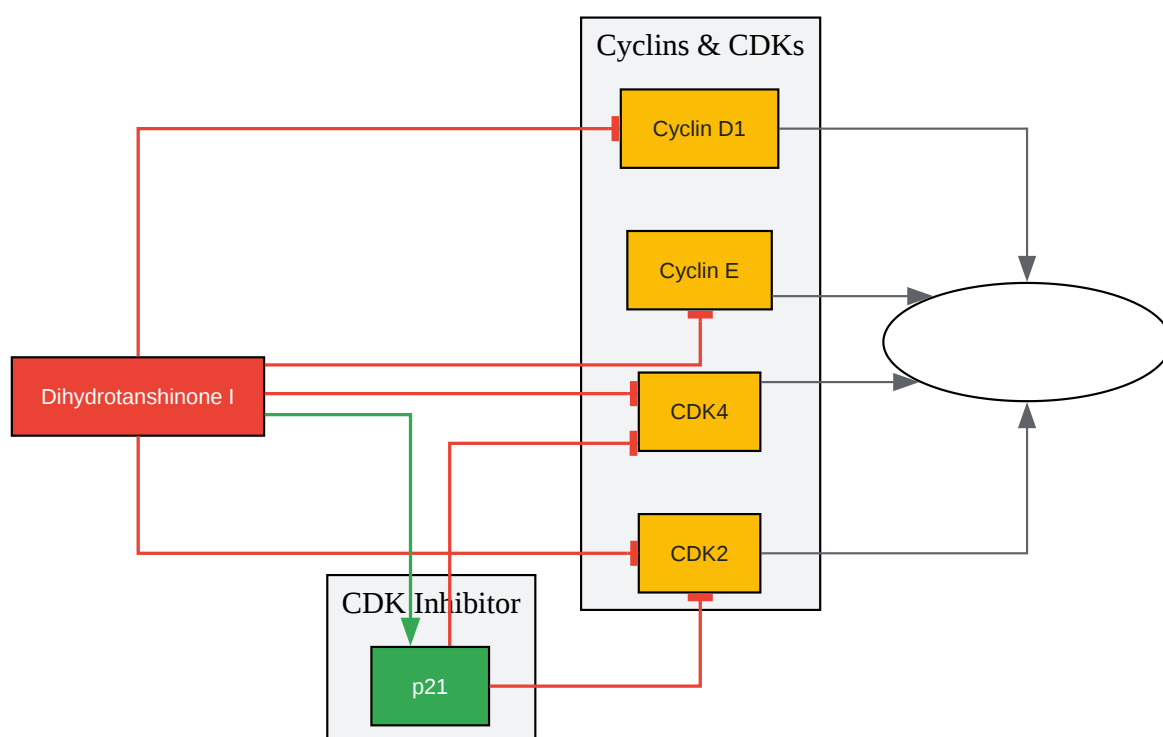 Cyclins & CDKs
Cyclin D1
Cyclin E
Dihydrotanshinone I
CDK4
CDK2
CDK Inhibitor
p21